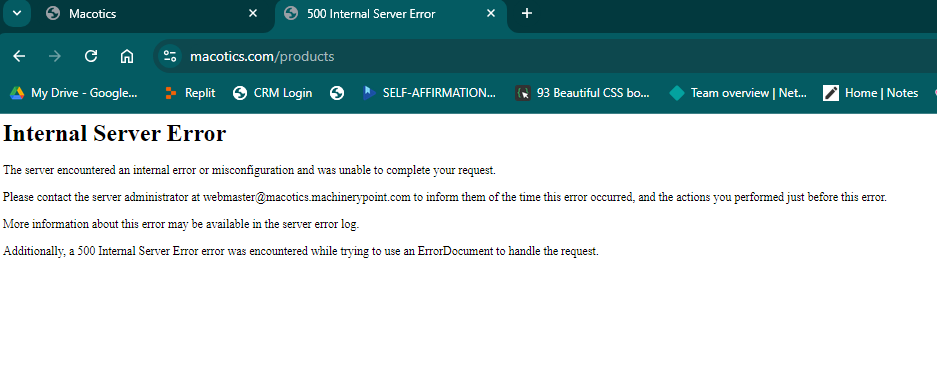 Macotics
500 Internal Server Error
macotics.com/products
My Drive - Google...
Replit
CRM Login
SELF-AFFIRMATION...
93 Beautiful CSS bo...
Team overview | Net...
Home | Notes
Internal Server Error
The server encountered an internal error or misconfiguration and was unable to complete your request.
Please contact the server administrator at webmaster@macotics.machinerypoint.com to inform them of the time this error occurred, and the actions you performed just before this error.
More information about this error may be available in the server error log.
Additionally, a 500 Internal Server Error error was encountered while trying to use an ErrorDocument to handle the request.